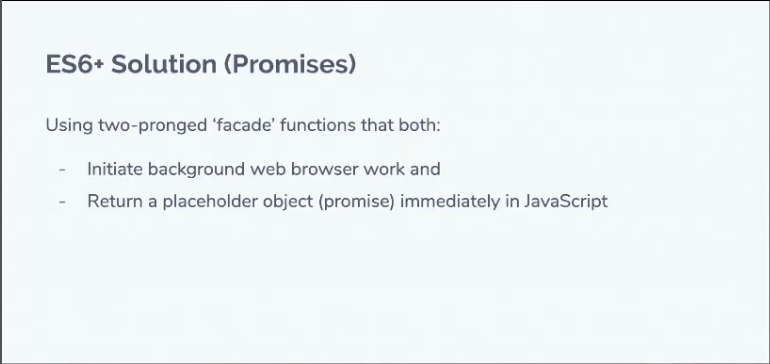 ES6+ Solution (Promises)
Using two-pronged ‘facade’ functions that both:
- Initiate background web browser work and
- Return a placeholder object (promise) immediately in JavaScript